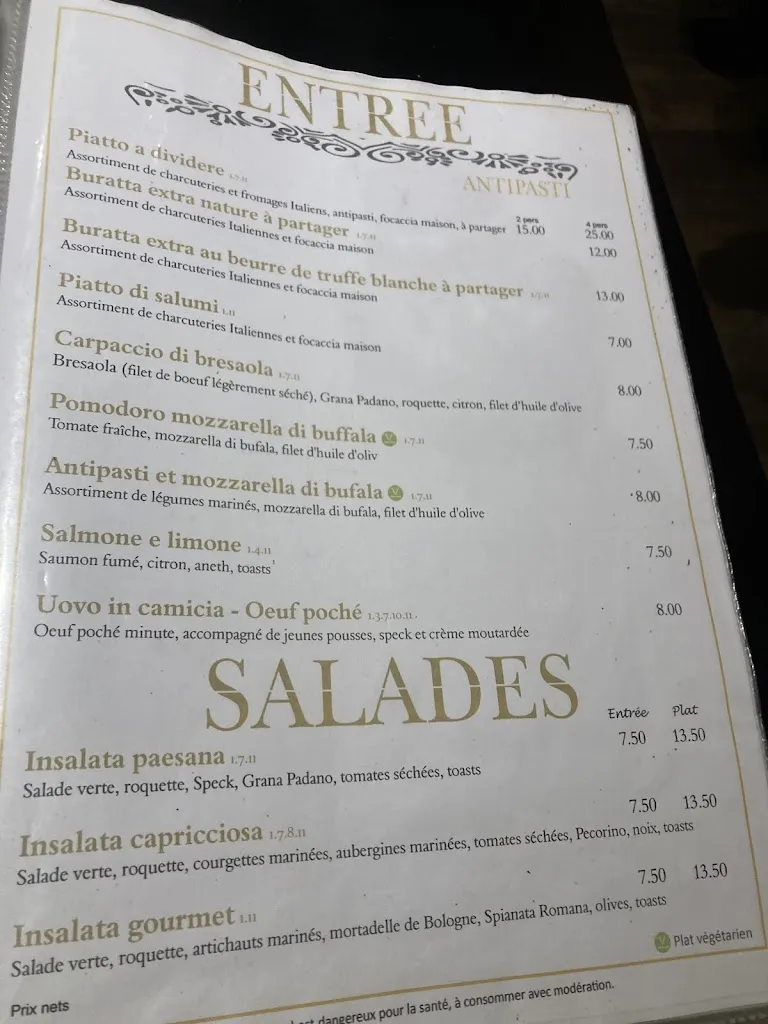 ENTREE
ANTIPASTI
Piatto a dividere 1.7.11
2 pers 4 pers
Assortiment de charcuteries et fromages Italiens, antipasti, focaccia maison, à partager 15.00 25.00
Buratta extra nature à partager 1.7.11
Assortiment de charcuteries Italiennes et focaccia maison 12.00
Buratta extra au beurre de truffe blanche à partager 1.7.11 13.00
Assortiment de charcuteries Italiennes et focaccia maison
Piatto di salumi 1.11
Assortiment de charcuteries Italiennes et focaccia maison 7.00
Carpaccio di bresaola 1.7.11 8.00
Bresaola (filet de boeuf légèrement séché), Grana Padano, roquette, citron, filet d'huile d'olive
Pomodoro mozzarella di buffala V 1.7.11 7.50
Tomate fraîche, mozzarella di bufala, filet d'huile d'oliv
Antipasti et mozzarella di bufala V 1.7.11 8.00
Assortiment de légumes marinés, mozzarella di bufala, filet d'huile d'olive
Salmone e limone 1.4.11 7.50
Saumon fumé, citron, aneth, toasts
Uovo in camicia - Oeuf poché 1.3.7.10.11. 8.00
Oeuf poché minute, accompagné de jeunes pousses, speck et crème moutardée
SALADES
Entrée Plat
Insalata paesana 1.7.11 7.50 13.50
Salade verte, roquette, Speck, Grana Padano, tomates séchées, toasts
Insalata capricciosa 1.7.8.11 7.50 13.50
Salade verte, roquette, courgettes marinées, aubergines marinées, tomates séchées, Pecorino, noix, toasts
Insalata gourmet 1.11 7.50 13.50
Salade verte, roquette, artichauts marinés, mortadelle de Bologne, Spianata Romana, olives, toasts
V Plat végétarien
Prix nets
est dangereux pour la santé, à consommer avec modération.